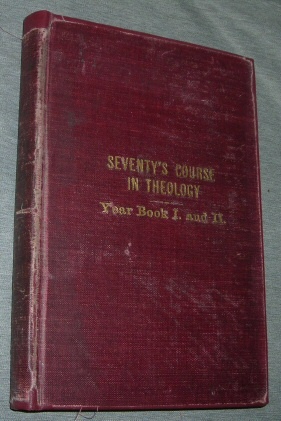 SEVENTY'S COURSE
IN THEOLOGY
Year Book I. and II.